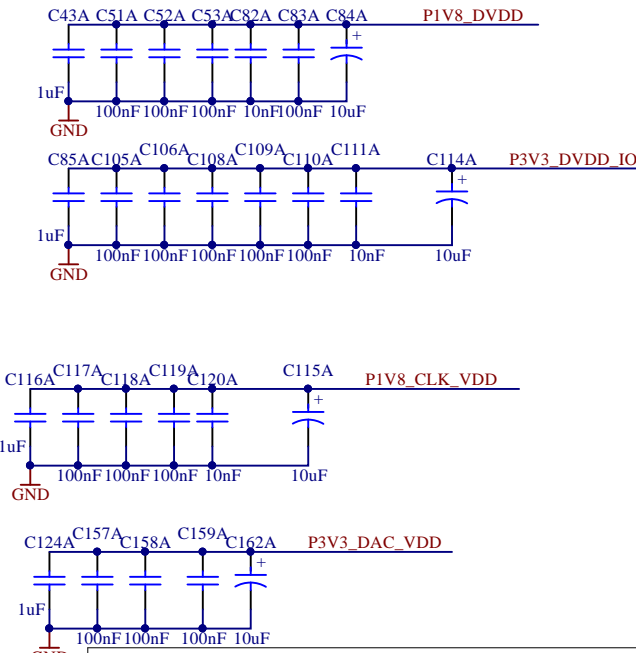 C43A C51A C52A C53A C82A C83A C84A P1V8_DVDD
+
1uF
100nF 100nF 100nF 10nF 100nF 10uF
GND
C106A C109A C111A
C85A C105A C108A C110A C114A P3V3_DVDD_IO
+
1uF
100nF 100nF 100nF 100nF 100nF 10nF 10uF
GND
C117A C119A C115A
C116A C118A C120A P1V8_CLK_VDD
+
1uF
100nF 100nF 100nF 10nF 10uF
GND
C157A C159A
C124A C158A C162A P3V3_DAC_VDD
+
1uF
100nF 100nF 100nF 10uF
GND